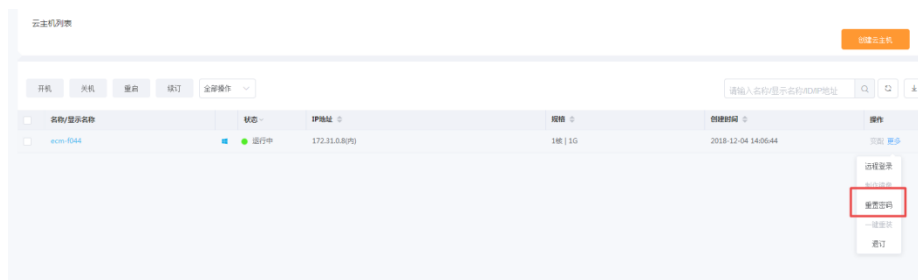 云主机列表
创建云主机
开机 关机 重启 续订 全部操作
请输入名称/显示名称/ID/IP地址
名称/显示名称 状态 IP地址 规格 创建时间 操作
ecm-f044 运行中 172.31.0.8(内) 1核 | 1G 2018-12-04 14:06:44 更多
远程登录
重置密码
一键重装
退订